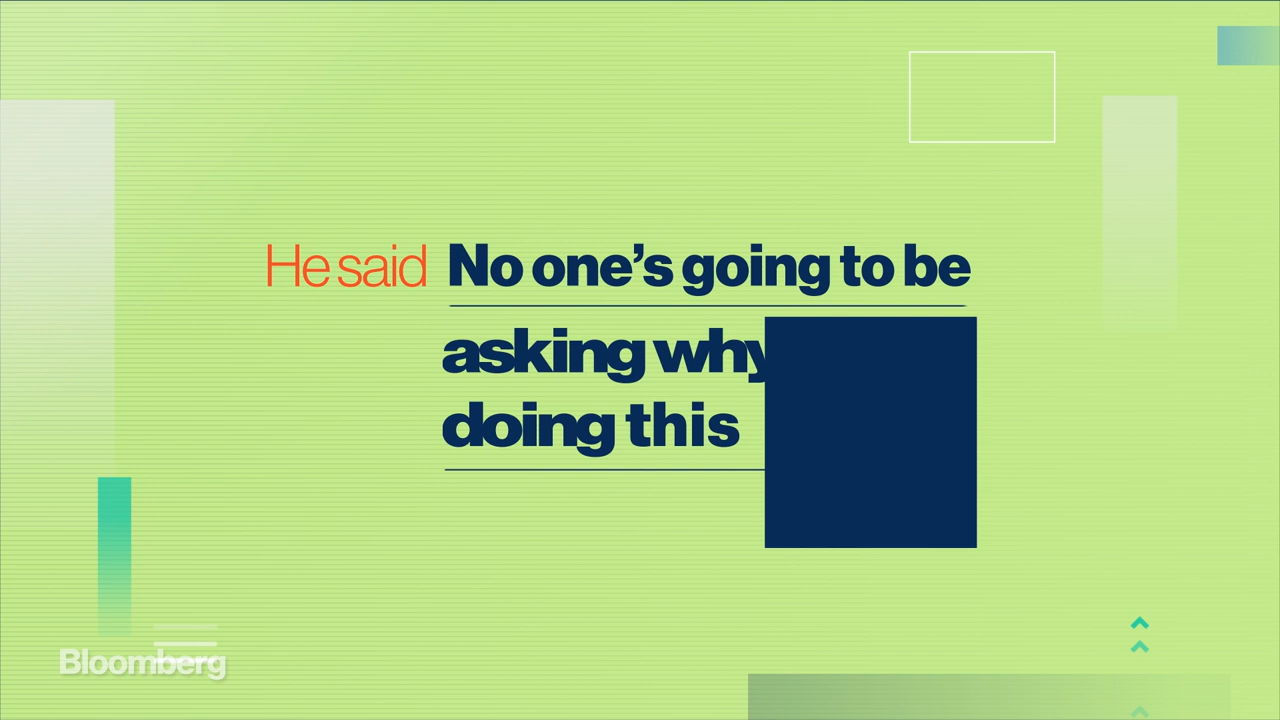 He said No one’s going to be
asking why
doing this
Bloomberg